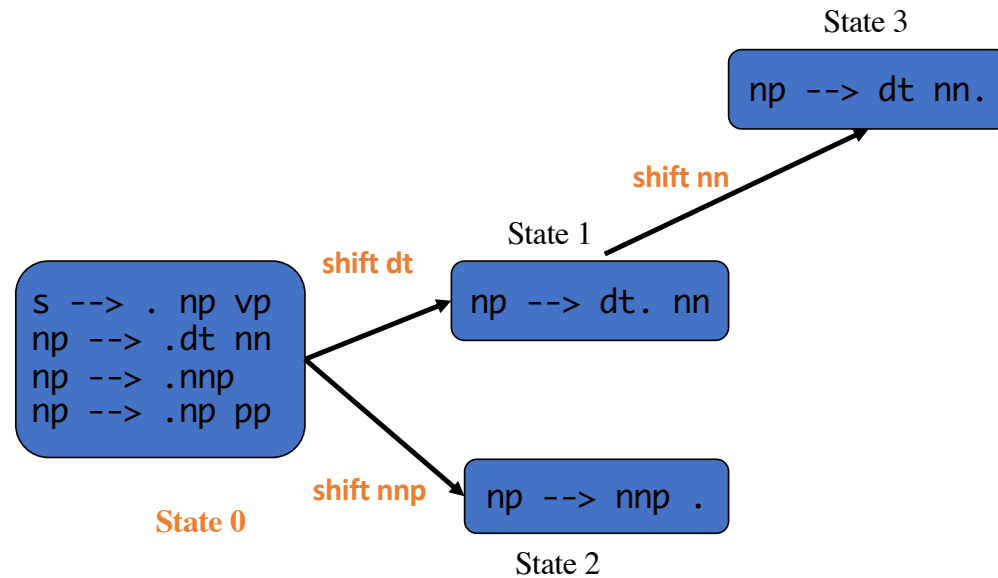 State 3
np --> dt nn.
shift nn
State 1
shift dt
np --> dt. nn
s --> . np vp
np --> .dt nn
np --> .nnp
np --> .np pp
shift nnp
np --> nnp .
State 0
State 2